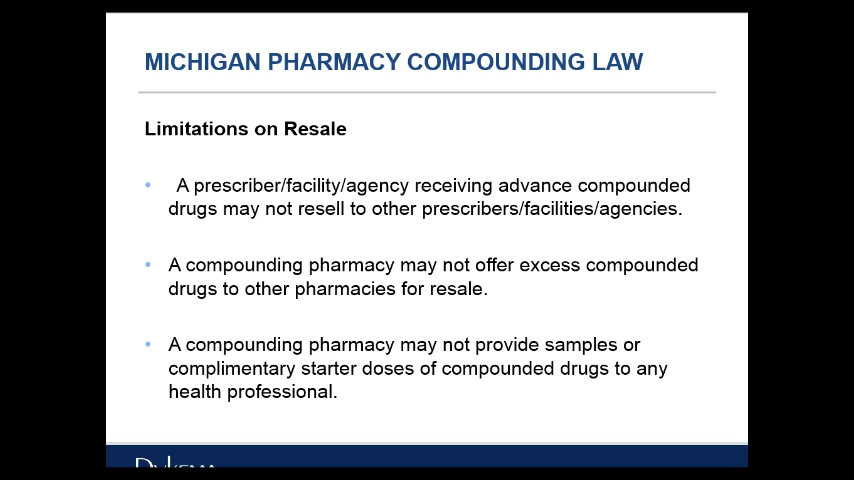 MICHIGAN PHARMACY COMPOUNDING LAW
Limitations on Resale
• A prescriber/facility/agency receiving advance compounded
drugs may not resell to other prescribers/facilities/agencies.
• A compounding pharmacy may not offer excess compounded
drugs to other pharmacies for resale.
• A compounding pharmacy may not provide samples or
complimentary starter doses of compounded drugs to any
health professional.
Dykema